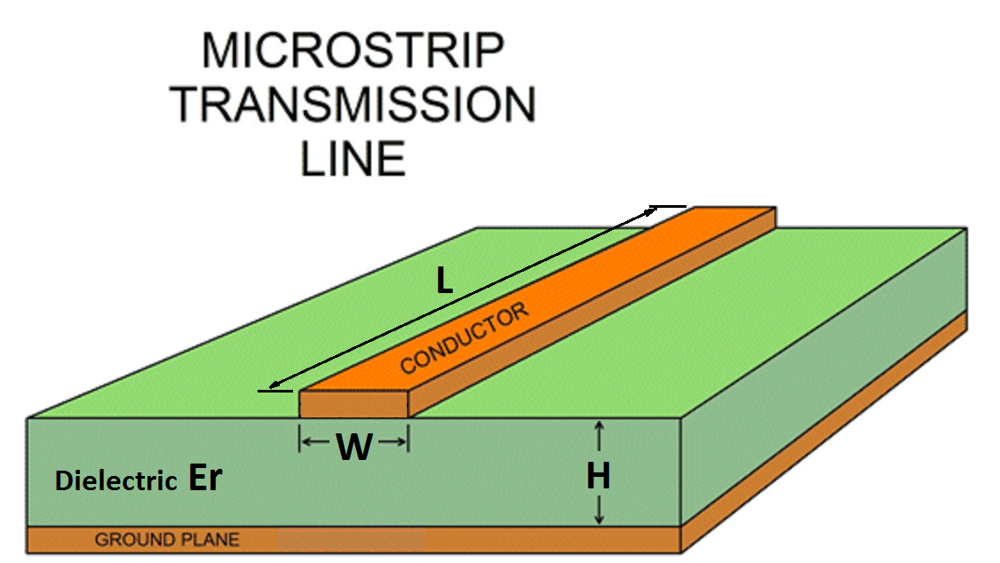 MICROSTRIP
TRANSMISSION
LINE
L
CONDUCTOR
W
Dielectric Er
H
GROUND PLANE